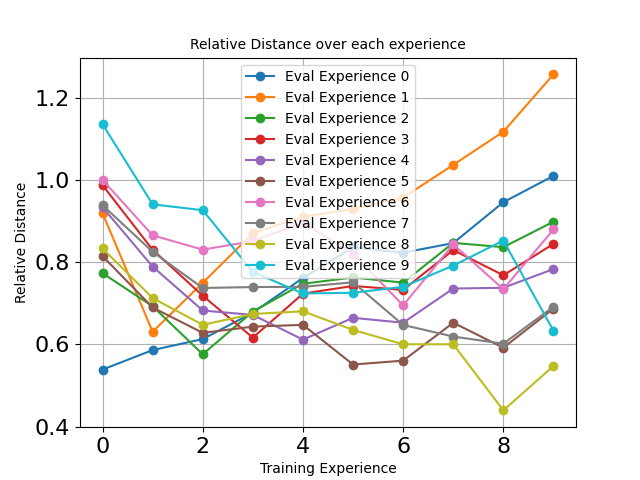 Relative Distance over each experience
Eval Experience 0
Eval Experience 1
Eval Experience 2
Eval Experience 3
Eval Experience 4
Eval Experience 5
Eval Experience 6
Eval Experience 7
Eval Experience 8
Eval Experience 9
1.2
1.0
0.8
0.6
0.4
Relative Distance
0 2 4 6 8
Training Experience